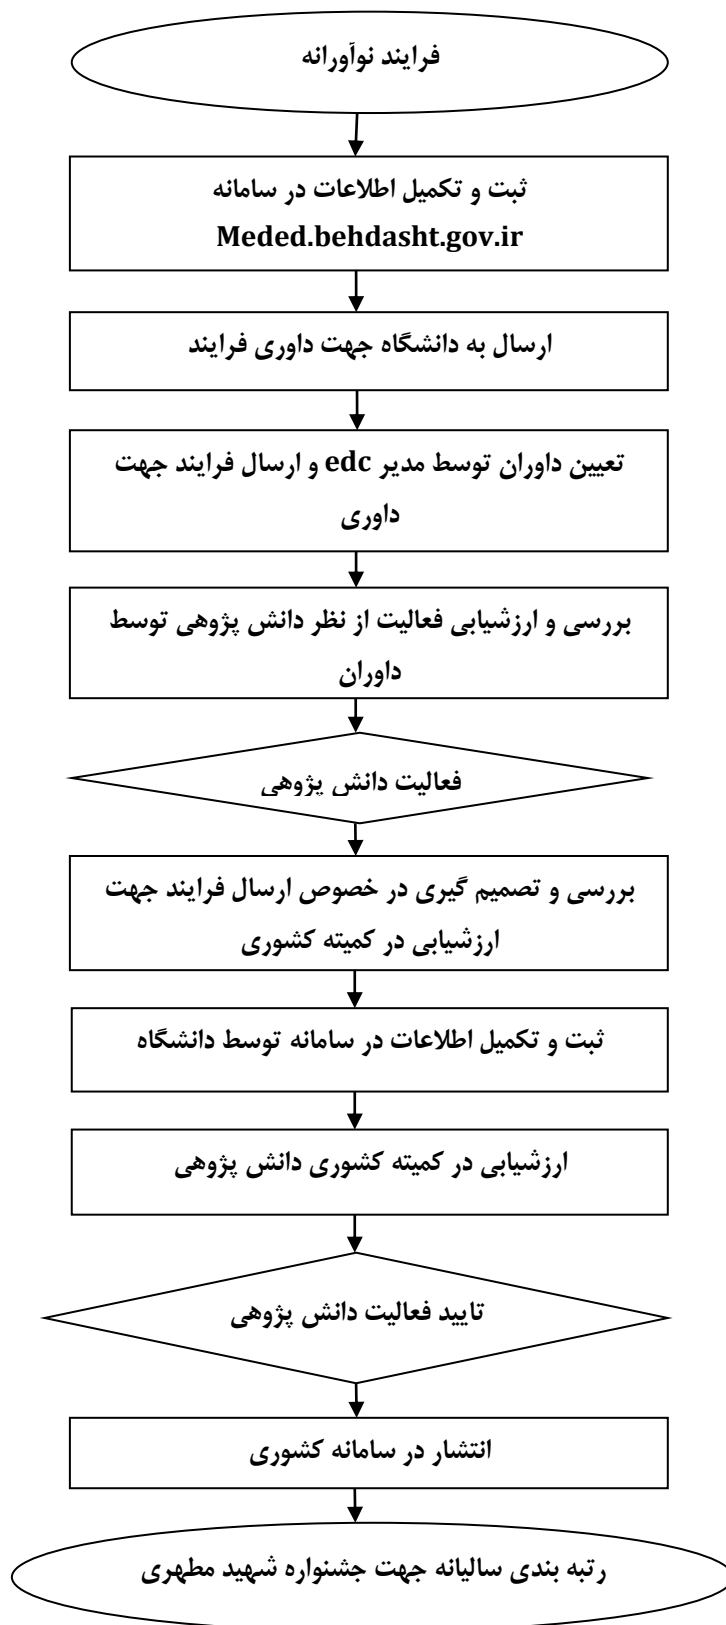 فرایند نوآورانه
ثبت و تکمیل اطلاعات در سامانه
Meded.behdasht.gov.ir
ارسال به دانشگاه جهت داوری فرایند
تعیین داوران توسط مدیر edc و ارسال فرایند جهت
داوری
بررسی و ارزشیابی فعالیت از نظر دانش پژوهی توسط
داوران
فعالیت دانش پژوهی
بررسی و تصمیم گیری در خصوص ارسال فرایند جهت
ارزشیابی در کمیته کشوری
ثبت و تکمیل اطلاعات در سامانه توسط دانشگاه
ارزشیابی در کمیته کشوری دانش پژوهی
تایید فعالیت دانش پژوهی
انتشار در سامانه کشوری
رتبه بندی سالیانه جهت جشنواره شهید مطهری